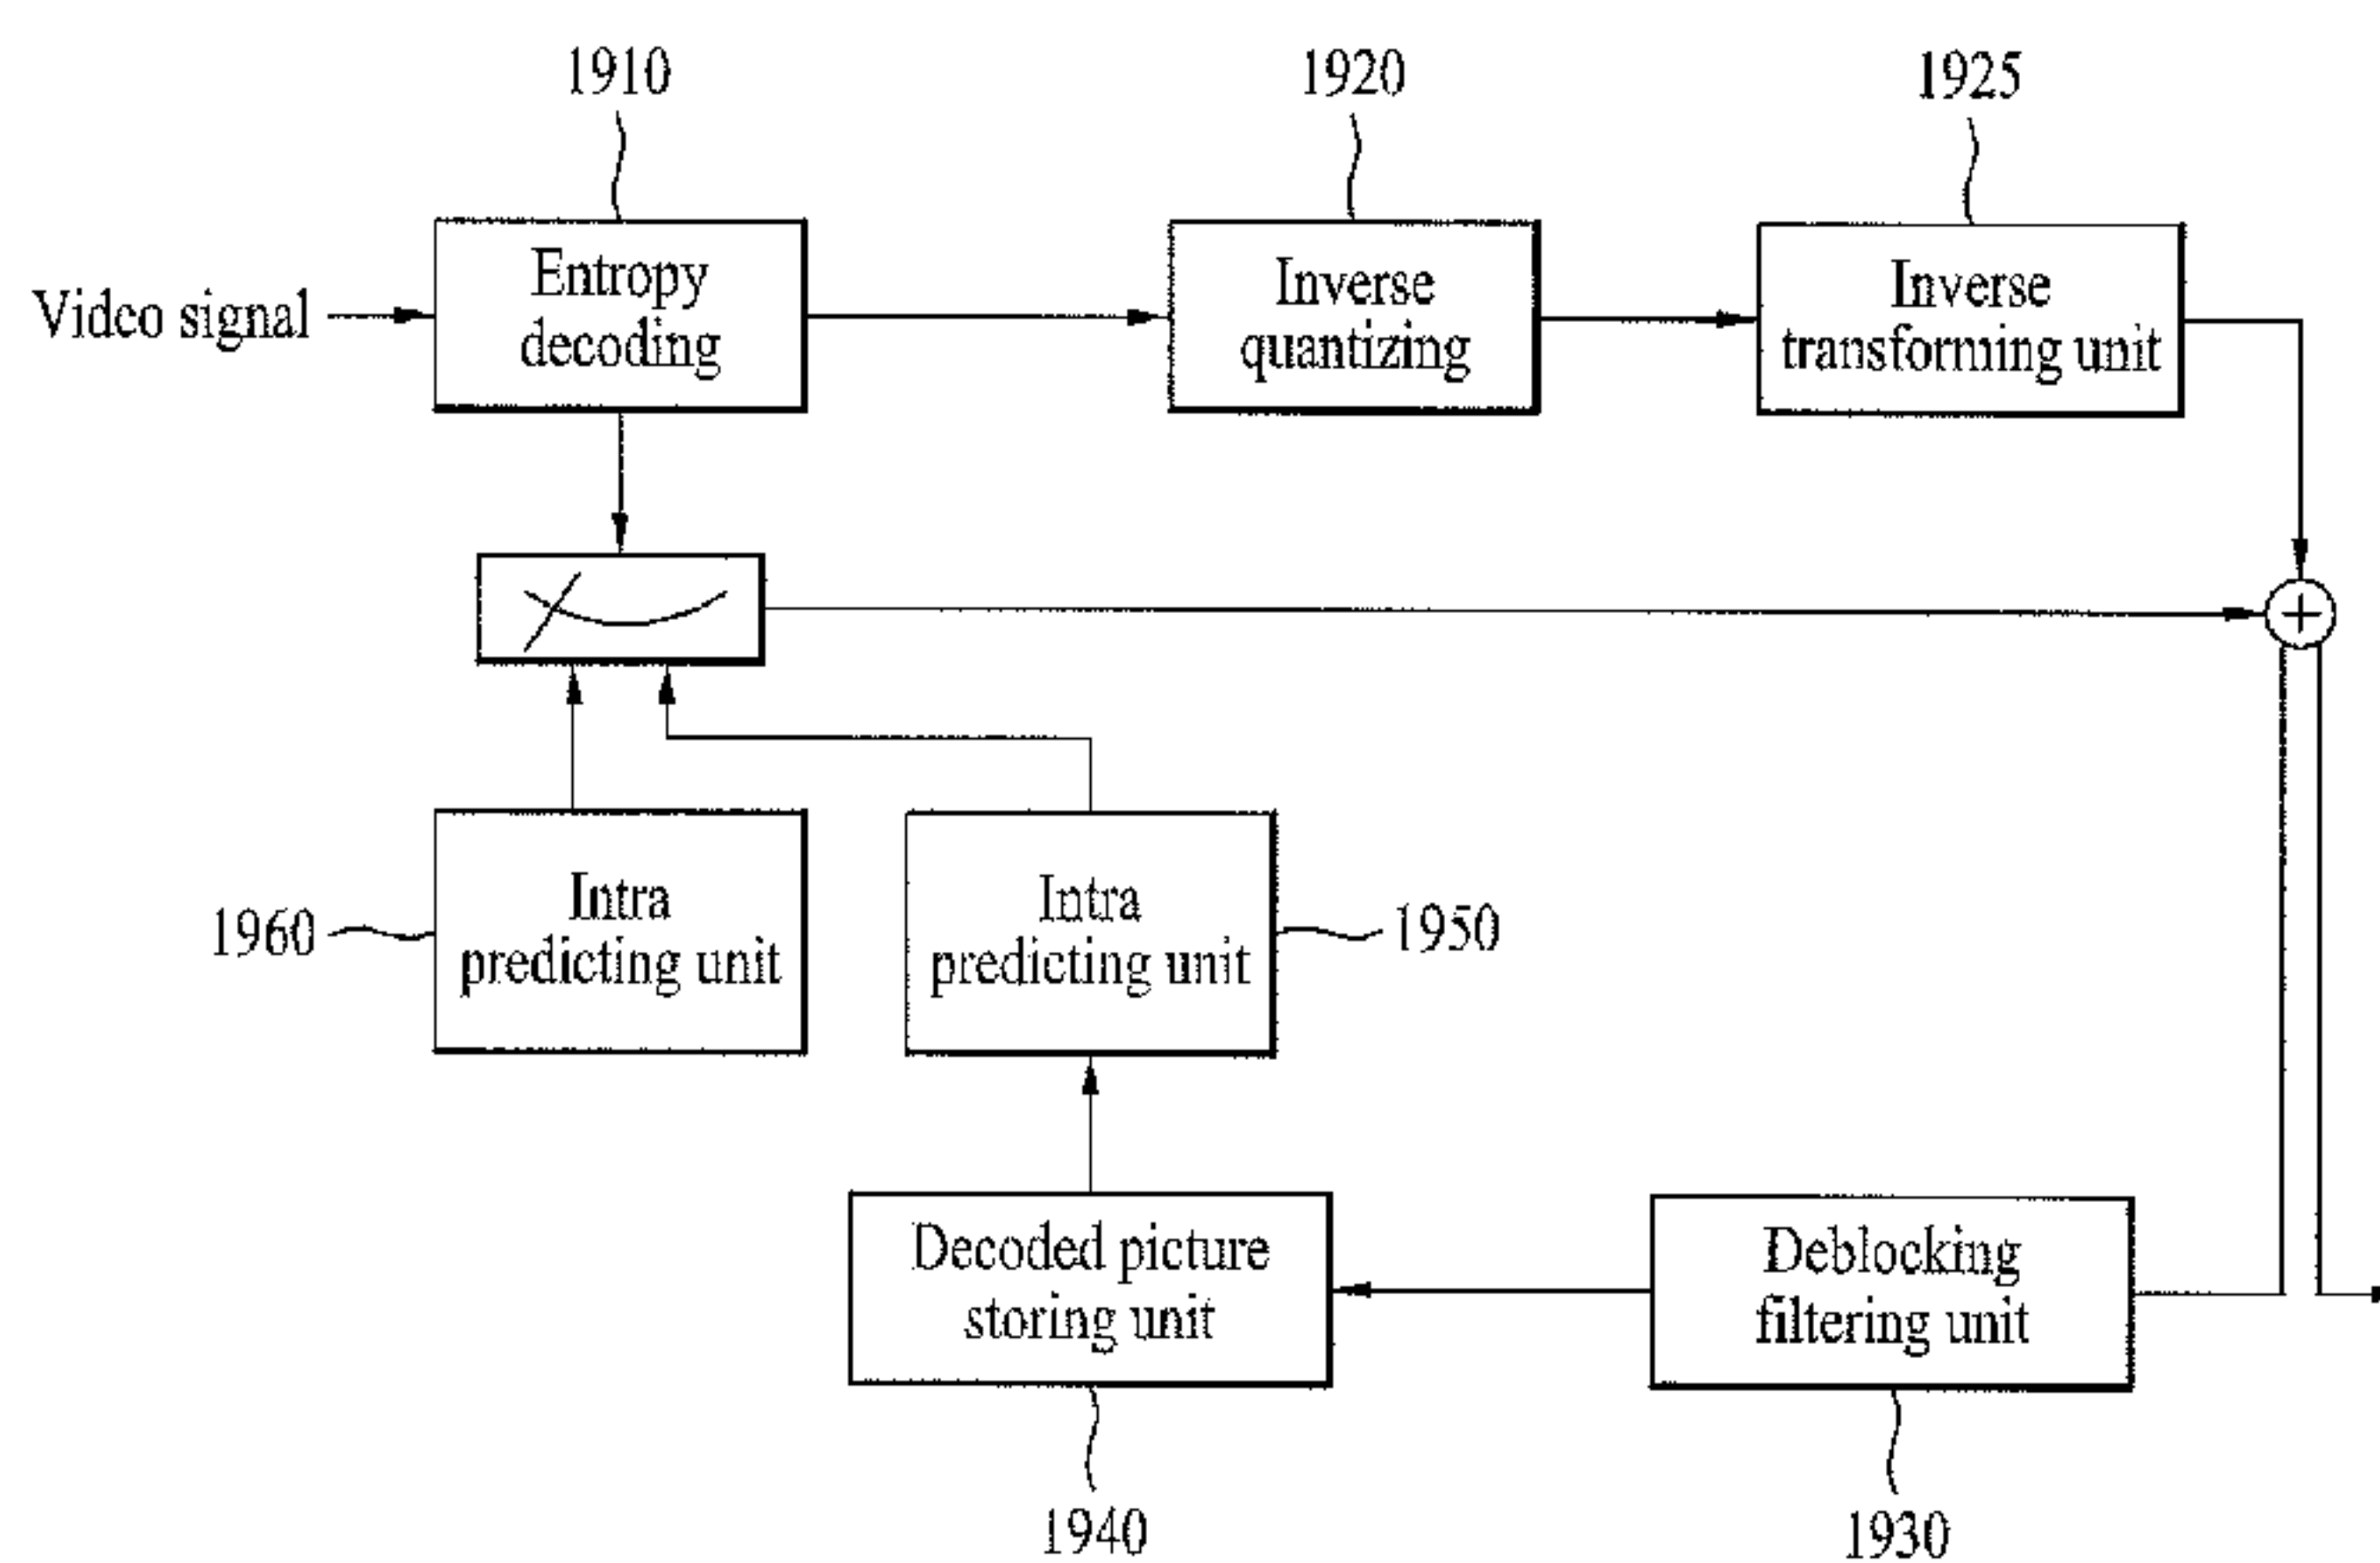 1910
1920
1925
Video signal
Entropy
decoding
Inverse
quantizing
Inverse
transforming unit
+
1960
Intra
predicting unit
Intra
predicting unit
1950
Decoded picture
storing unit
Deblocking
filtering unit
1940
1930